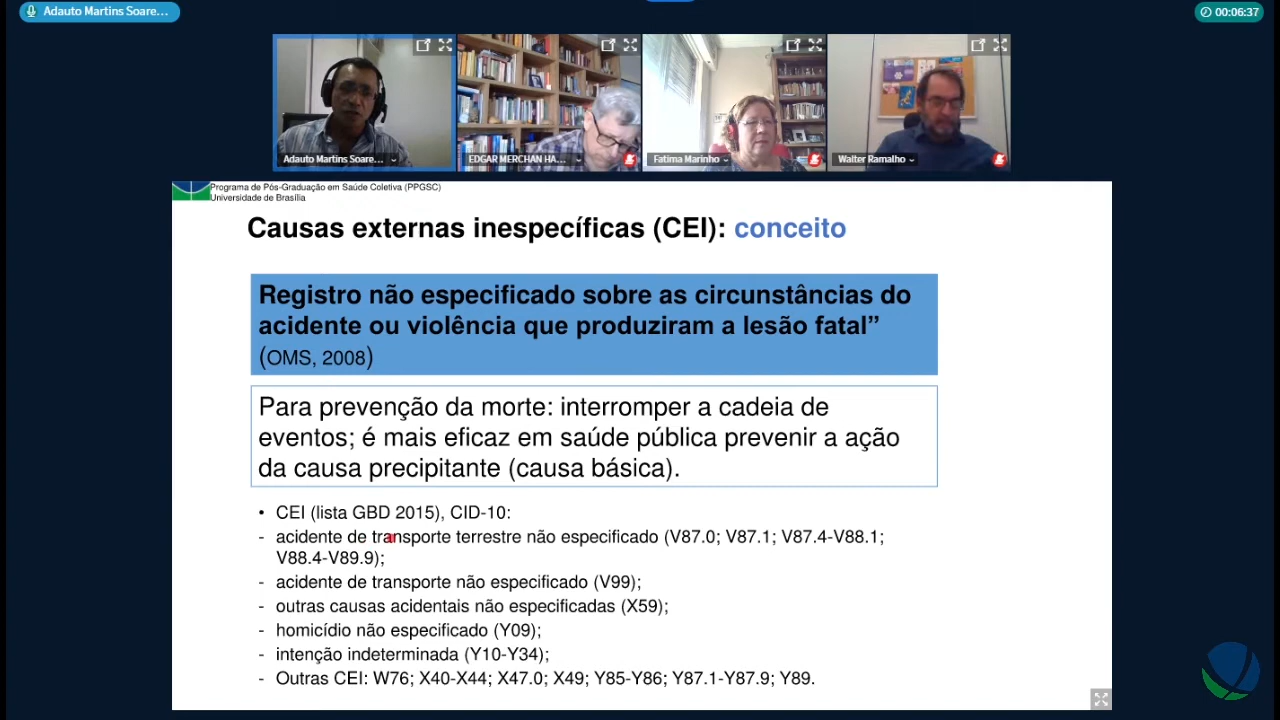 Adauto Martins Soare...
00:06:37
Adauto Martins Soare...
EDGAR MERCHAN HA...
Fatima Marinho
Walter Ramalho
Programa de Pós-Graduação em Saúde Coletiva (PPGSC)
Universidade de Brasília
Causas externas inespecíficas (CEI): conceito
Registro não especificado sobre as circunstâncias do
acidente ou violência que produziram a lesão fatal”
(OMS, 2008)
Para prevenção da morte: interromper a cadeia de
eventos; é mais eficaz em saúde pública prevenir a ação
da causa precipitante (causa básica).
• CEI (lista GBD 2015), CID-10:
- acidente de transporte terrestre não especificado (V87.0; V87.1; V87.4-V88.1;
V88.4-V89.9);
- acidente de transporte não especificado (V99);
- outras causas acidentais não especificadas (X59);
- homicídio não especificado (Y09);
- intenção indeterminada (Y10-Y34);
- Outras CEI: W76; X40-X44; X47.0; X49; Y85-Y86; Y87.1-Y87.9; Y89.